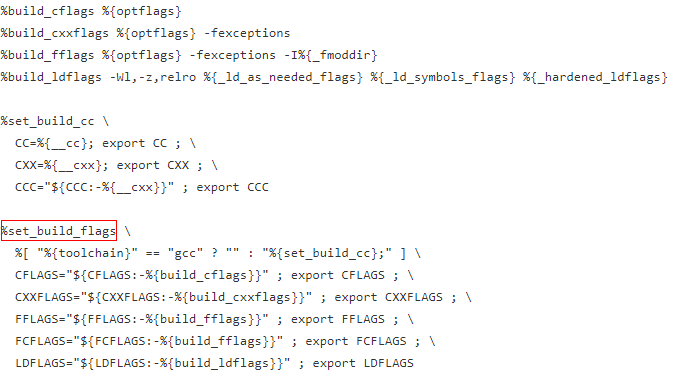 %build_cflags %{optflags}
%build_cxxflags %{optflags} -fexceptions
%build_fflags %{optflags} -fexceptions -I%{_fmoddir}
%build_ldflags -Wl,-z,relro %{_ld_as_needed_flags} %{_ld_symbols_flags} %{_hardened_ldflags}

%set_build_cc \
  CC=%{__cc}; export CC ; \
  CXX=%{__cxx}; export CXX ; \
  CCC="${CCC:-%{__cxx}}" ; export CCC

%set_build_flags \
  %[ "%{toolchain}" == "gcc" ? "" : "%{set_build_cc};" ] \
  CFLAGS="${CFLAGS:-%{build_cflags}}" ; export CFLAGS ; \
  CXXFLAGS="${CXXFLAGS:-%{build_cxxflags}}" ; export CXXFLAGS ; \
  FFLAGS="${FFLAGS:-%{build_fflags}}" ; export FFLAGS ; \
  FCFLAGS="${FCFLAGS:-%{build_fflags}}" ; export FCFLAGS ; \
  LDFLAGS="${LDFLAGS:-%{build_ldflags}}" ; export LDFLAGS